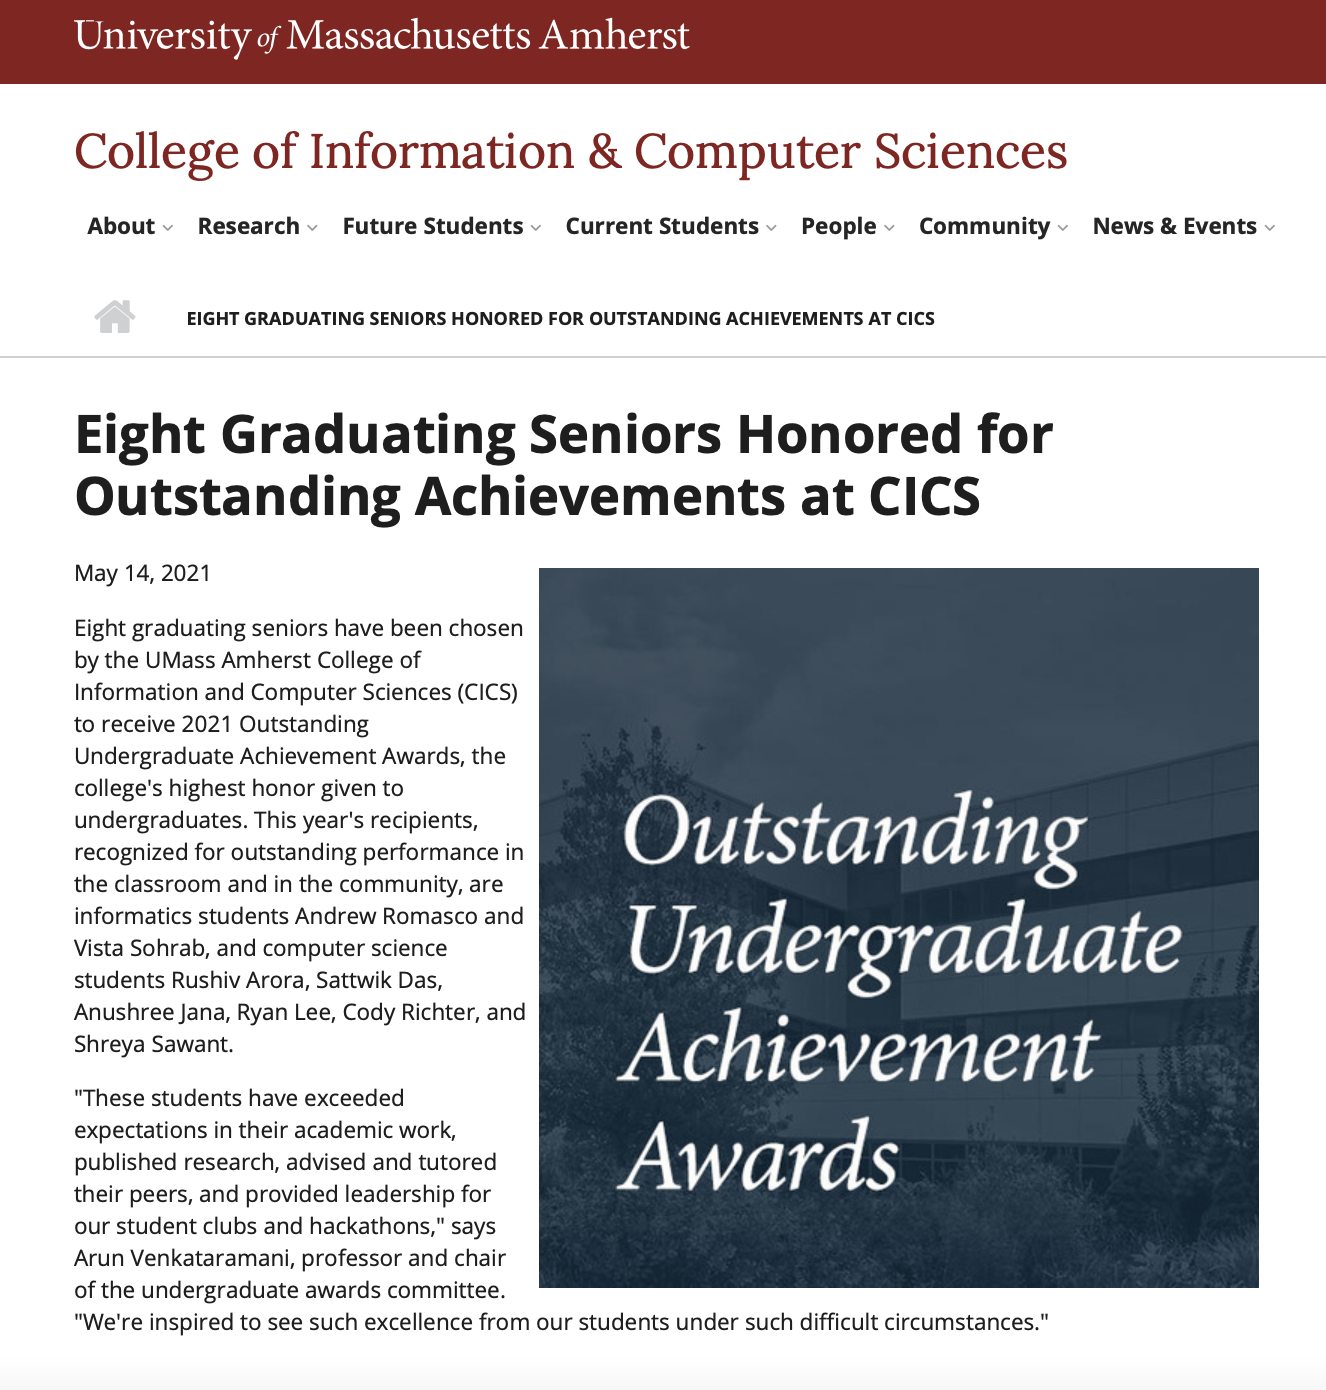 University of Massachusetts Amherst
College of Information & Computer Sciences
About Research Future Students Current Students People Community News & Events
EIGHT GRADUATING SENIORS HONORED FOR OUTSTANDING ACHIEVEMENTS AT CICS
Eight Graduating Seniors Honored for
Outstanding Achievements at CICS
May 14, 2021
Eight graduating seniors have been chosen
by the UMass Amherst College of
Information and Computer Sciences (CICS)
to receive 2021 Outstanding
Undergraduate Achievement Awards, the
college's highest honor given to
undergraduates. This year's recipients,
recognized for outstanding performance in
the classroom and in the community, are
informatics students Andrew Romasco and
Vista Sohrab, and computer science
students Rushiv Arora, Sattwik Das,
Anushree Jana, Ryan Lee, Cody Richter, and
Shreya Sawant.
"These students have exceeded
expectations in their academic work,
published research, advised and tutored
their peers, and provided leadership for
our student clubs and hackathons," says
Arun Venkataramani, professor and chair
of the undergraduate awards committee.
"We're inspired to see such excellence from our students under such difficult circumstances."
Outstanding
Undergraduate
Achievement
Awards